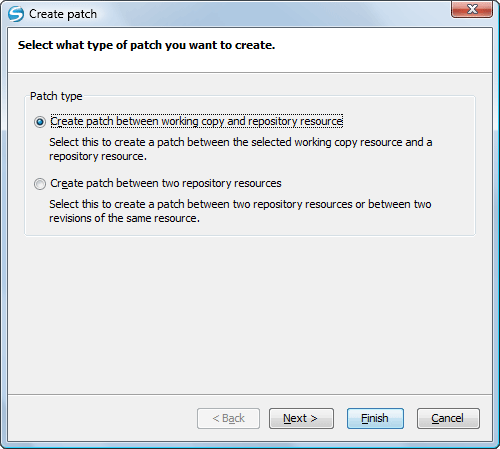 Create patch
Select what type of patch you want to create.
Patch type
Create patch between working copy and repository resource
Select this to create a patch between the selected working copy resource and a
repository resource.
Create patch between two repository resources
Select this to create a patch between two repository resources or between two
revisions of the same resource.
< Back Next > Finish Cancel